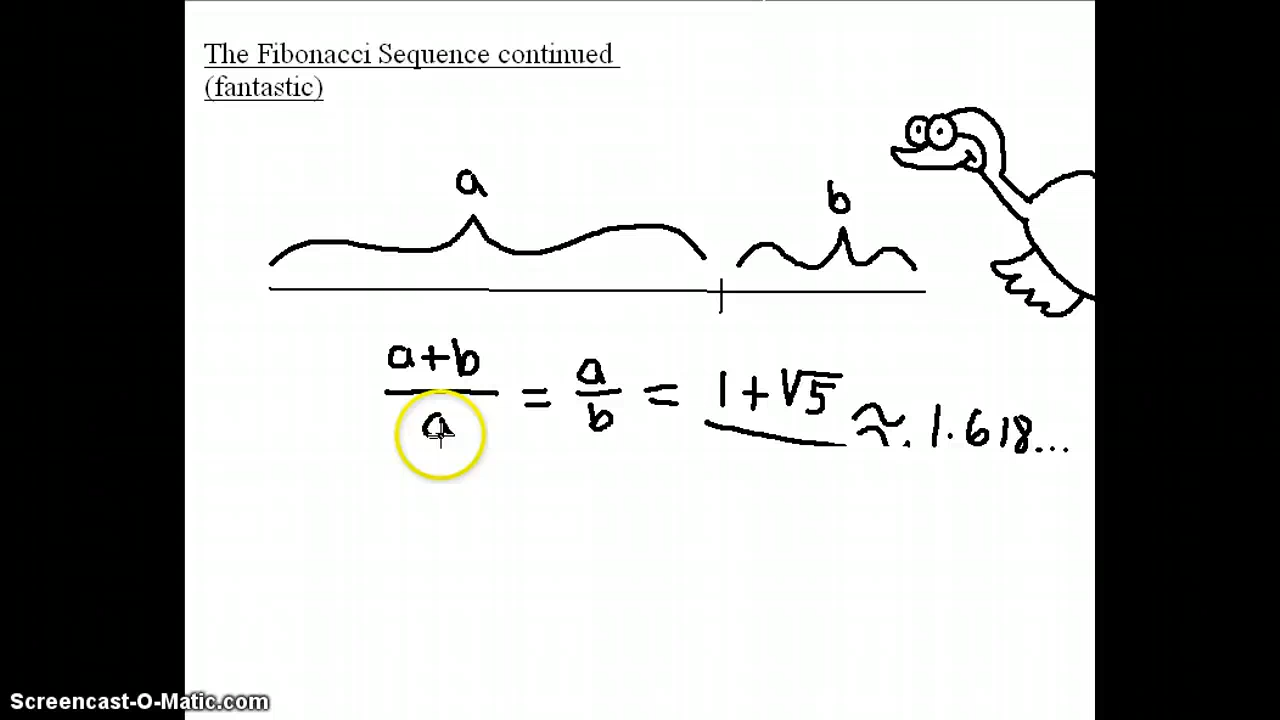 The Fibonacci Sequence continued
(fantastic)
a
b
a+b
a
=
a
b
=
1+√5
≈ 1.618...
Screencast-O-Matic.com